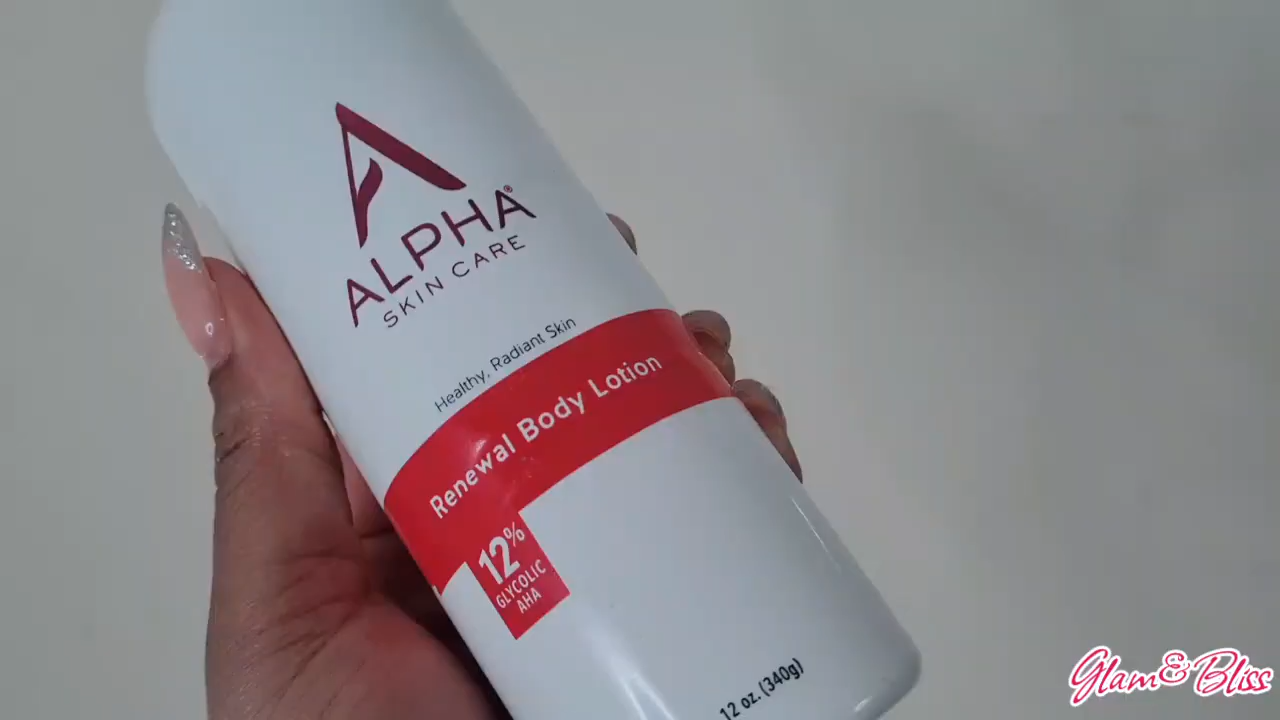 ALPHA®
SKIN CARE
Healthy, Radiant Skin
Renewal Body Lotion
12%
GLYCOLIC
AHA
12 oz. (340g)
Glam & Bliss